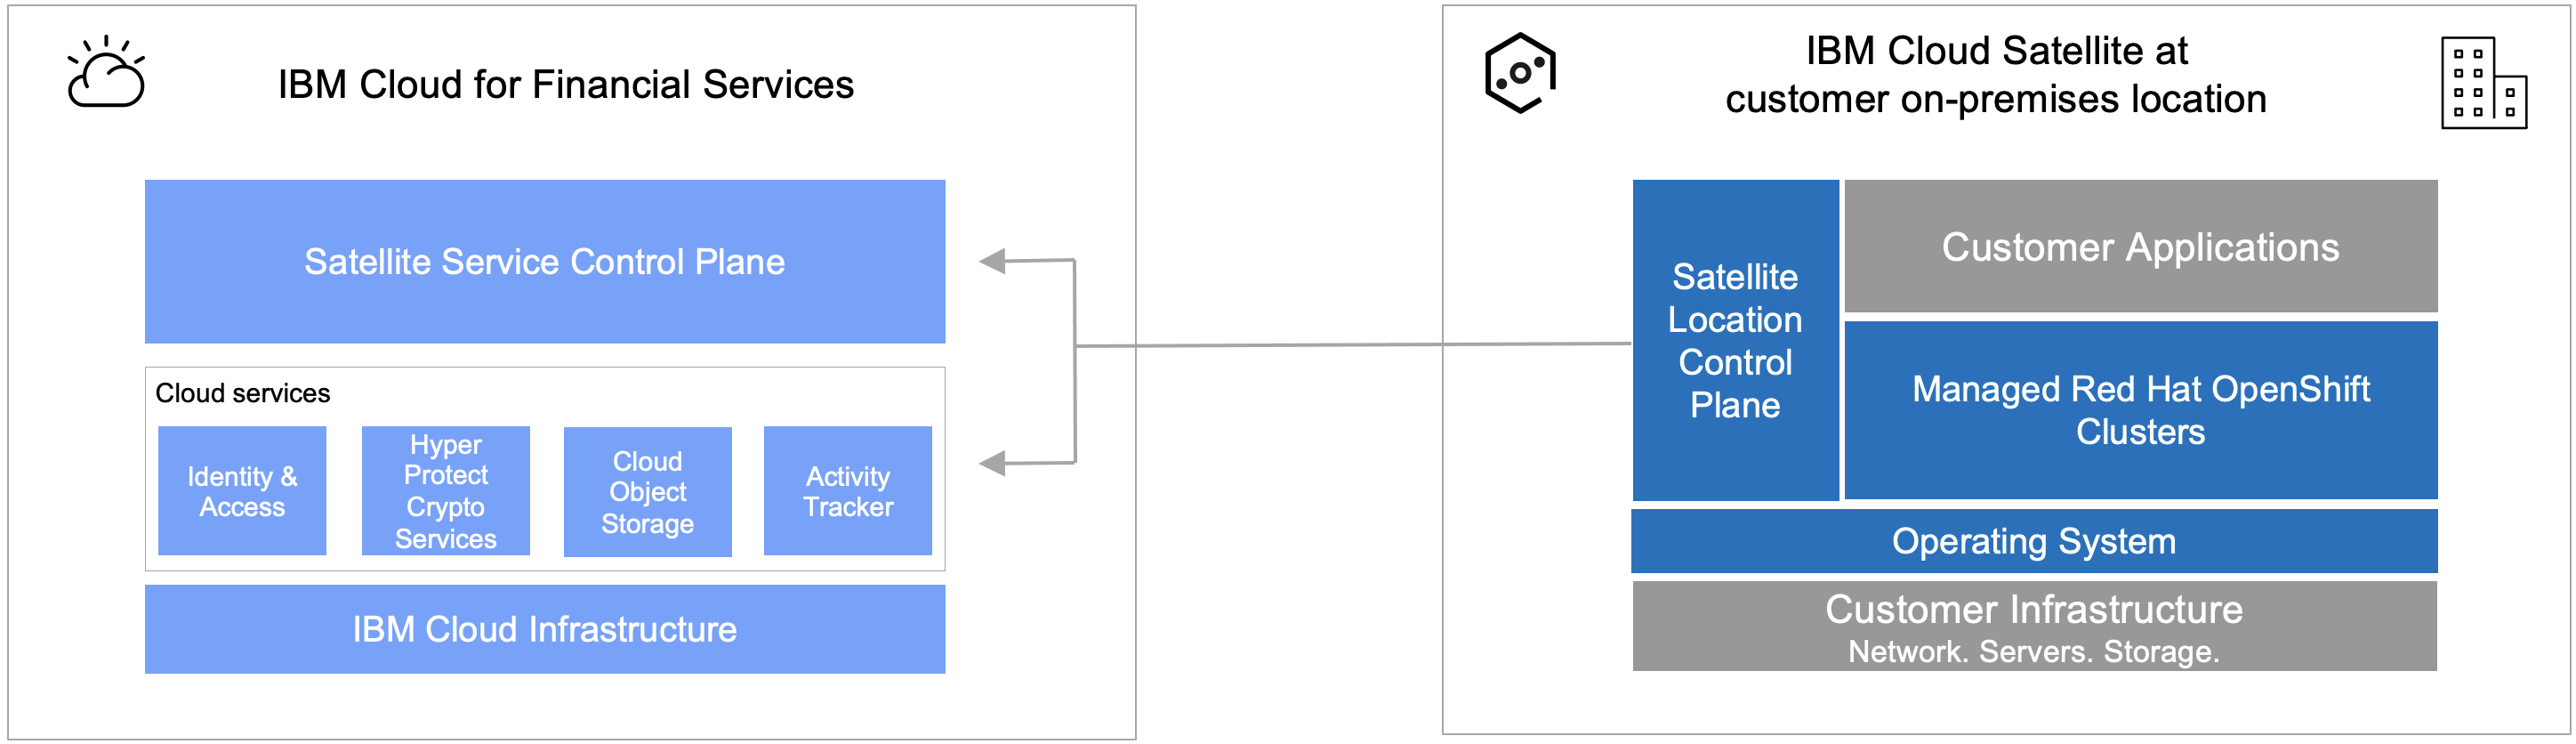 IBM Cloud for Financial Services
Satellite Service Control Plane
Cloud services
Identity &
Access
Hyper
Protect
Crypto
Services
Cloud
Object
Storage
Activity
Tracker
IBM Cloud Infrastructure
IBM Cloud Satellite at
customer on-premises location
Satellite
Location
Control
Plane
Customer Applications
Managed Red Hat OpenShift
Clusters
Operating System
Customer Infrastructure
Network. Servers. Storage.